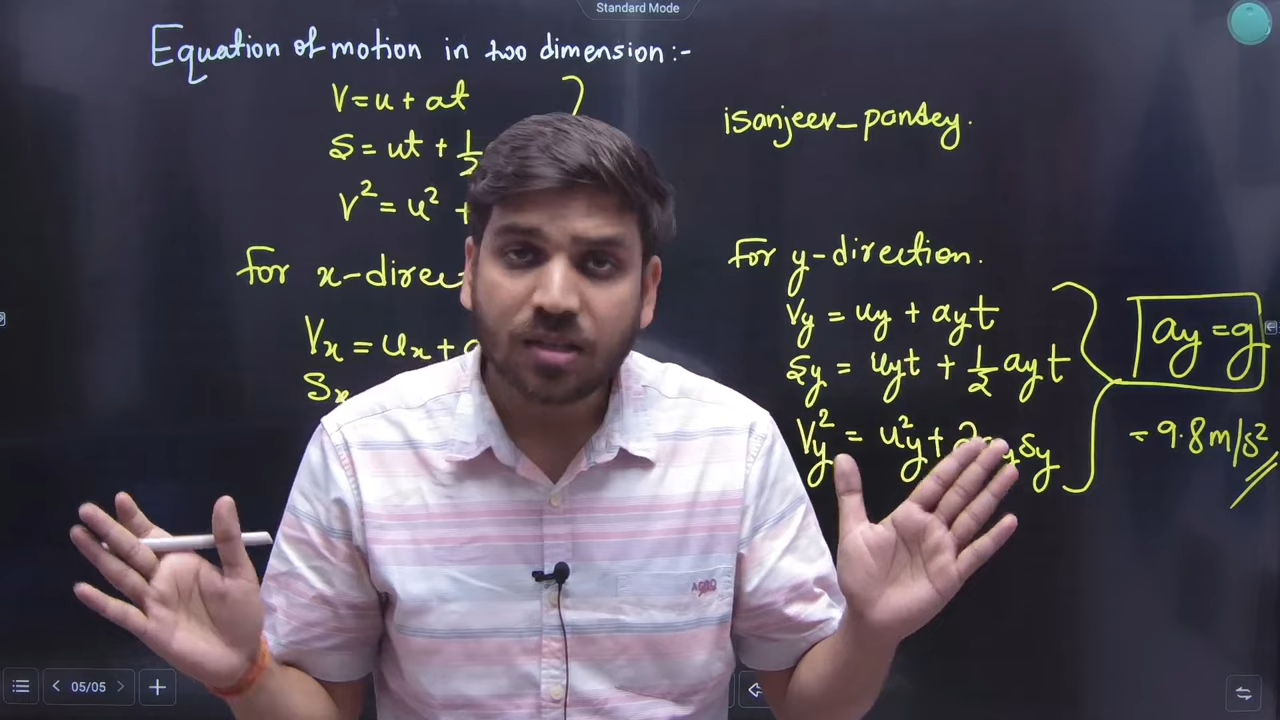 Standard Mode
Equation of motion in two dimension:-
V = u + at
S = ut + 1/2
V² = u² +
isanjeev_pandey.
for x-direc
Vₓ = uₓ +
Sₓ
for y-direction.
Vy = uy + ayt
Sy = uyt + 1/2 ayt
Vy² = u²y + 2 y sy
ay = g
= 9.8 m/s²
05/05